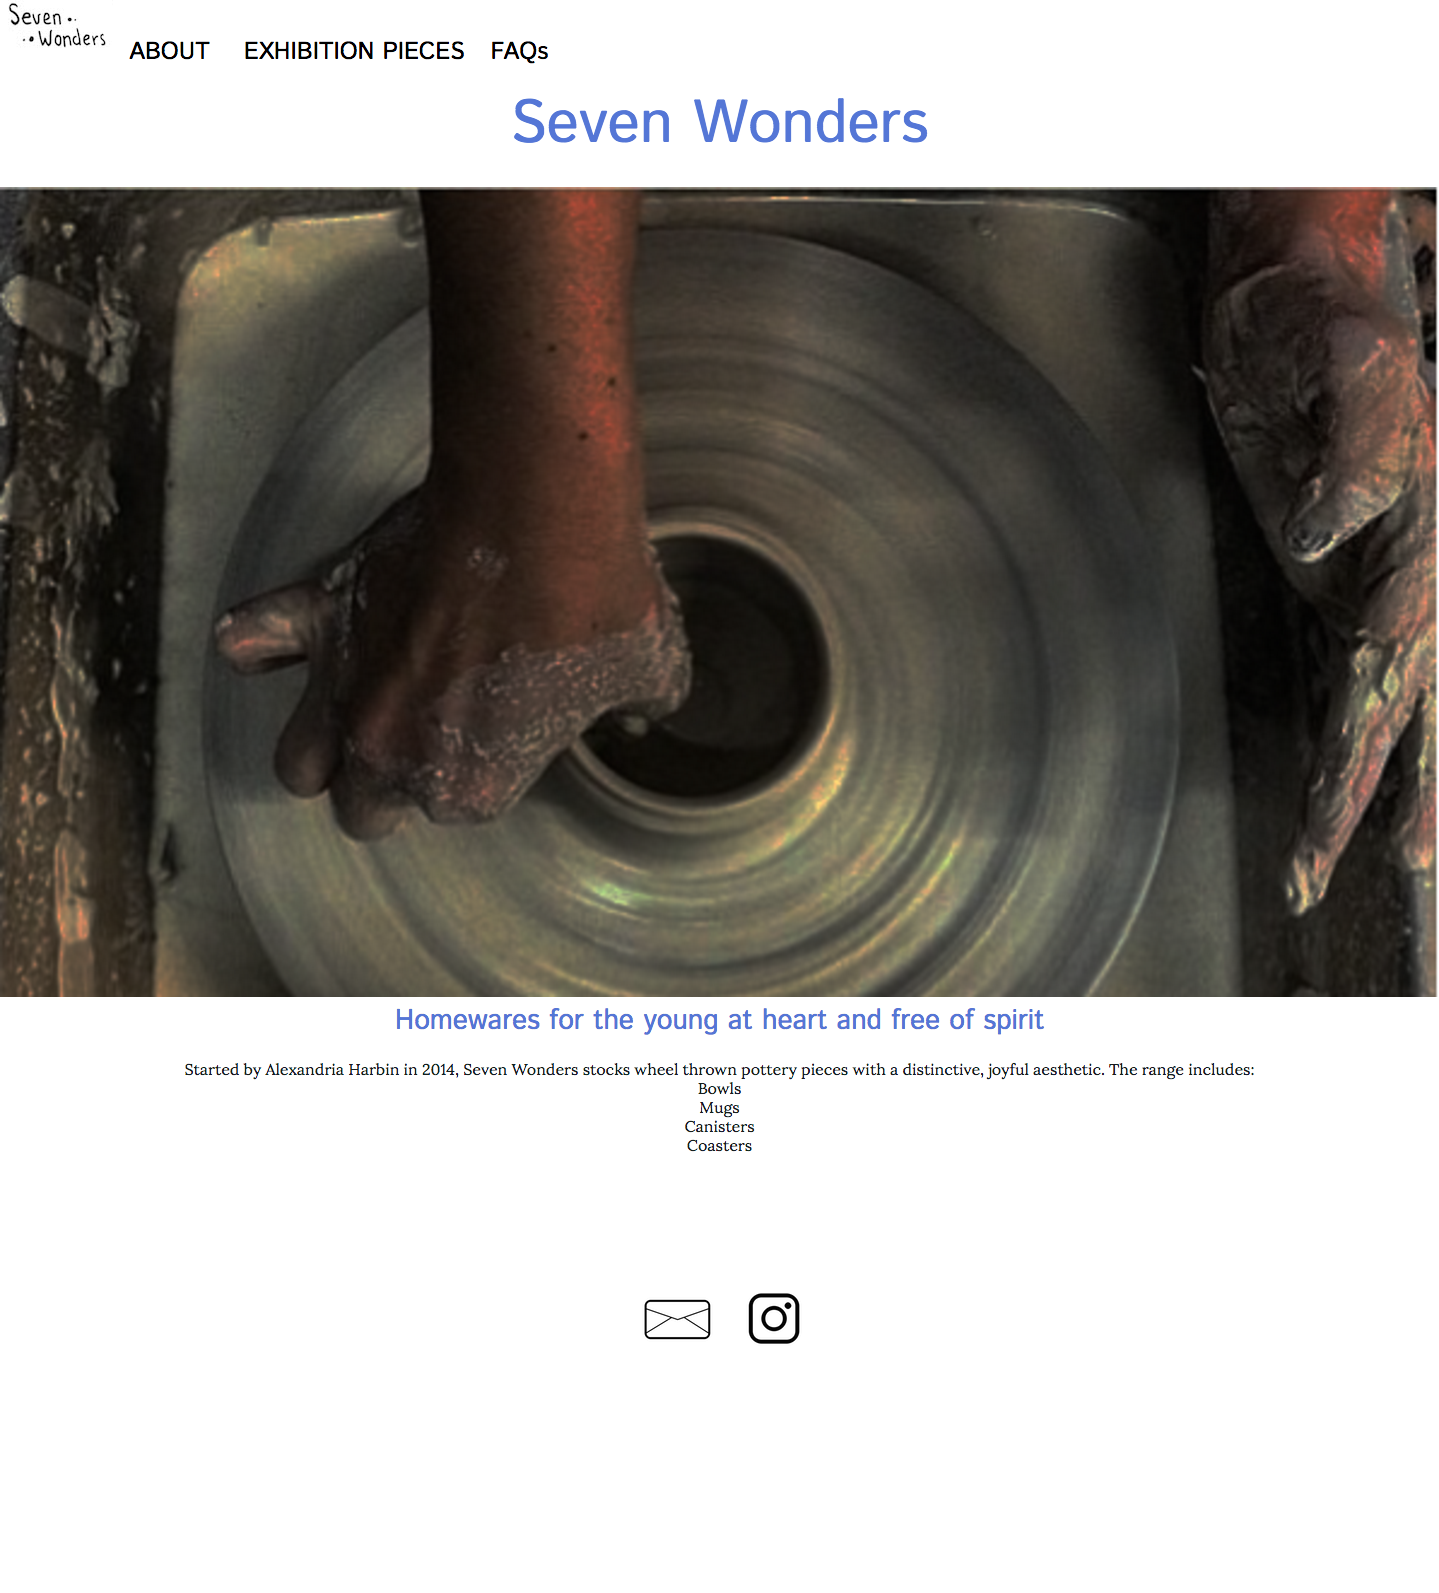 Seven
Wonders
ABOUT EXHIBITION PIECES FAQs
Seven Wonders
Homewares for the young at heart and free of spirit
Started by Alexandria Harbin in 2014, Seven Wonders stocks wheel thrown pottery pieces with a distinctive, joyful aesthetic. The range includes:
Bowls
Mugs
Canisters
Coasters